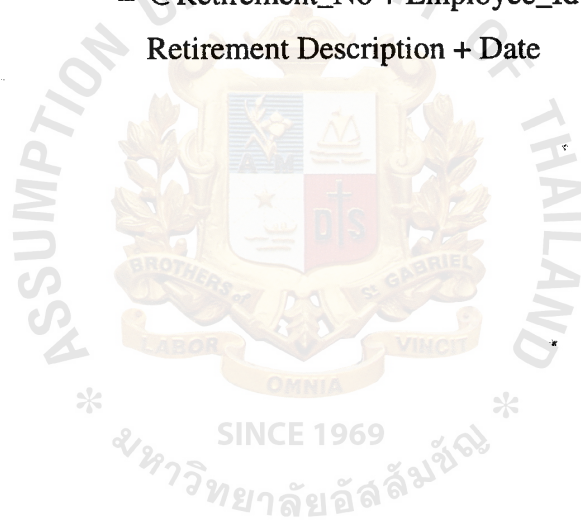 = @Retirement_No + Employee_Id
Retirement Description + Date
ASSUMPTION UNIVERSITY OF THAILAND
A M
D S
BROTHERS of St GABRIEL
LABOR
VINCIT
OMNIA
* SINCE 1969 *
มหาวิทยาลัยอัสสัมชัญ